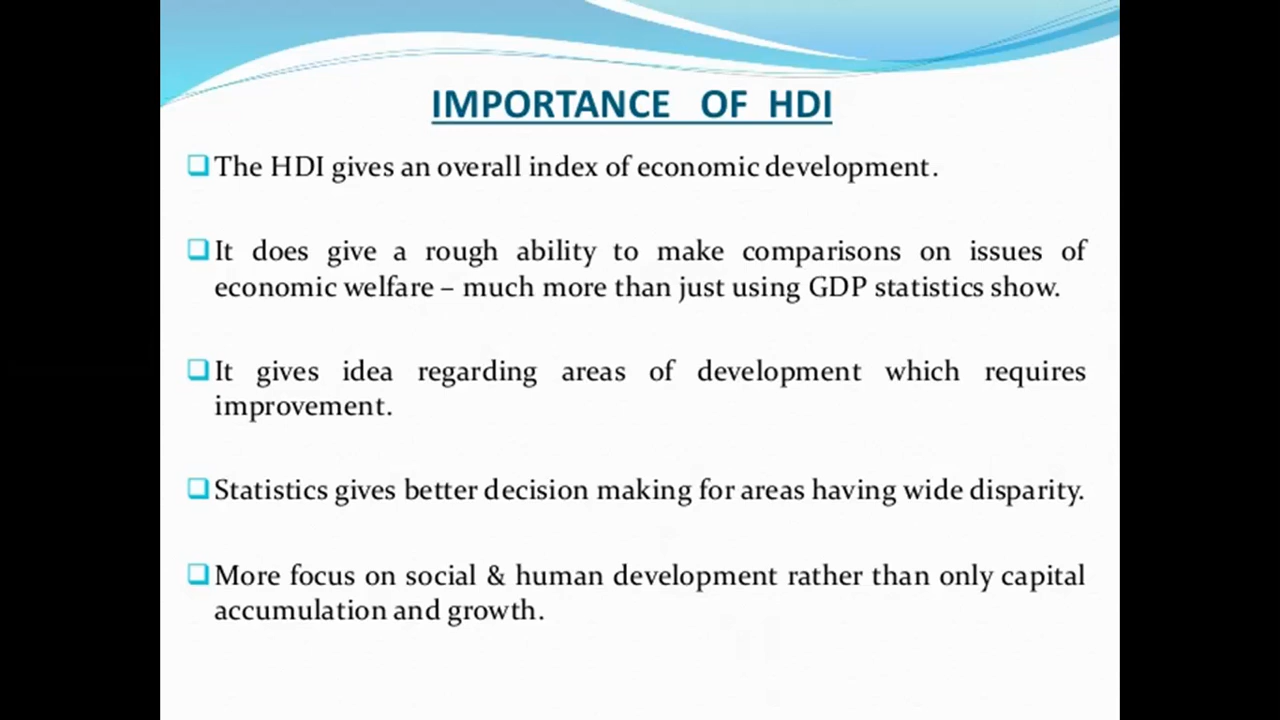 IMPORTANCE OF HDI
The HDI gives an overall index of economic development.
It does give a rough ability to make comparisons on issues of
economic welfare – much more than just using GDP statistics show.
It gives idea regarding areas of development which requires
improvement.
Statistics gives better decision making for areas having wide disparity.
More focus on social & human development rather than only capital
accumulation and growth.